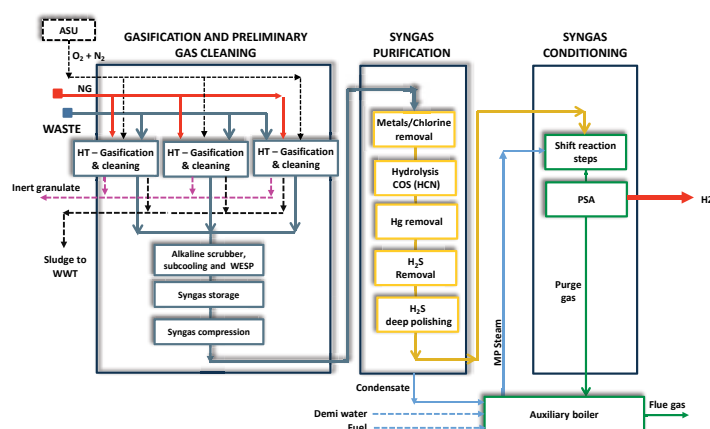 ASU
GASIFICATION AND PRELIMINARY
GAS CLEANING
SYNGAS
PURIFICATION
SYNGAS
CONDITIONING
O₂ + N₂
NG
WASTE
HT – Gasification
& cleaning
HT – Gasification
& cleaning
HT – Gasification
& cleaning
Inert granulate
Sludge to
WWT
Alkaline scrubber,
subcooling and WESP
Syngas storage
Syngas compression
Metals/Chlorine
removal
Hydrolysis
COS (HCN)
Hg removal
H₂S
Removal
H₂S
deep polishing
Shift reaction
steps
PSA
H2
Purge
gas
MP Steam
Condensate
Demi water
Fuel
Auxiliary boiler
Flue gas